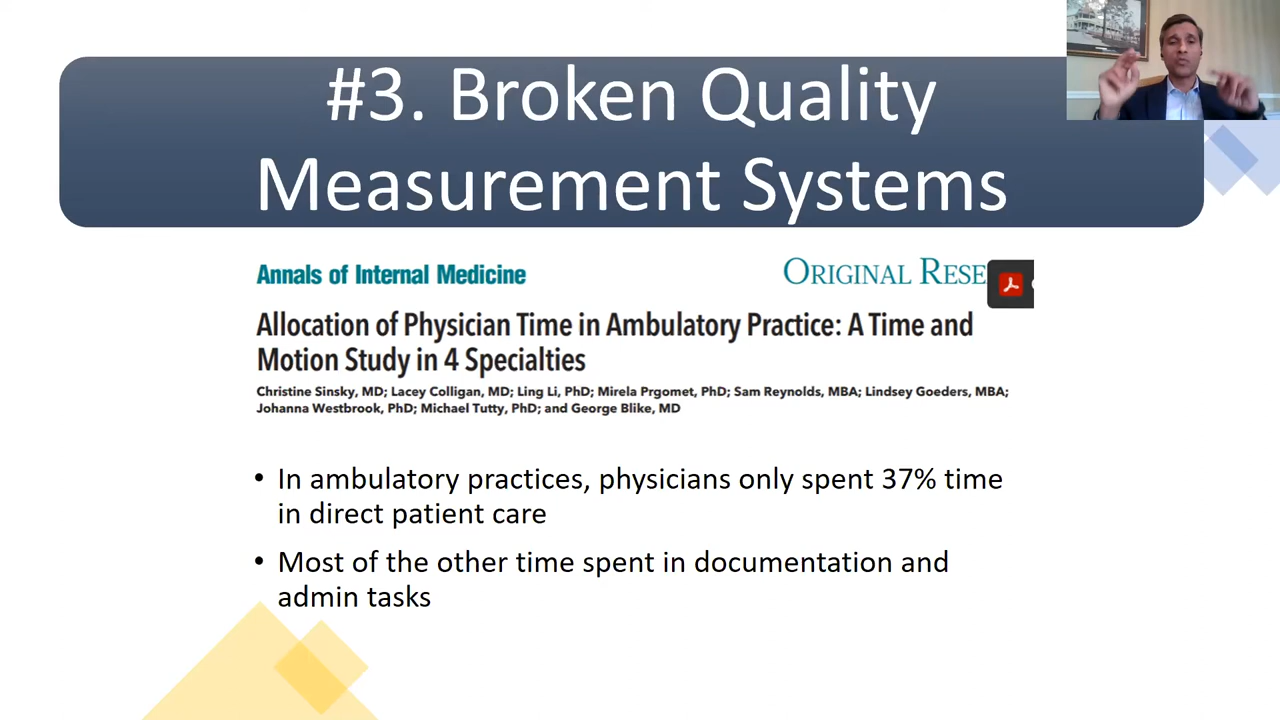 #3. Broken Quality
Measurement Systems
Annals of Internal Medicine
ORIGINAL RESE
Allocation of Physician Time in Ambulatory Practice: A Time and
Motion Study in 4 Specialties
Christine Sinsky, MD; Lacey Colligan, MD; Ling Li, PhD; Mirela Prgomet, PhD; Sam Reynolds, MBA; Lindsey Goeders, MBA;
Johanna Westbrook, PhD; Michael Tutty, PhD; and George Blike, MD
• In ambulatory practices, physicians only spent 37% time
in direct patient care
• Most of the other time spent in documentation and
admin tasks